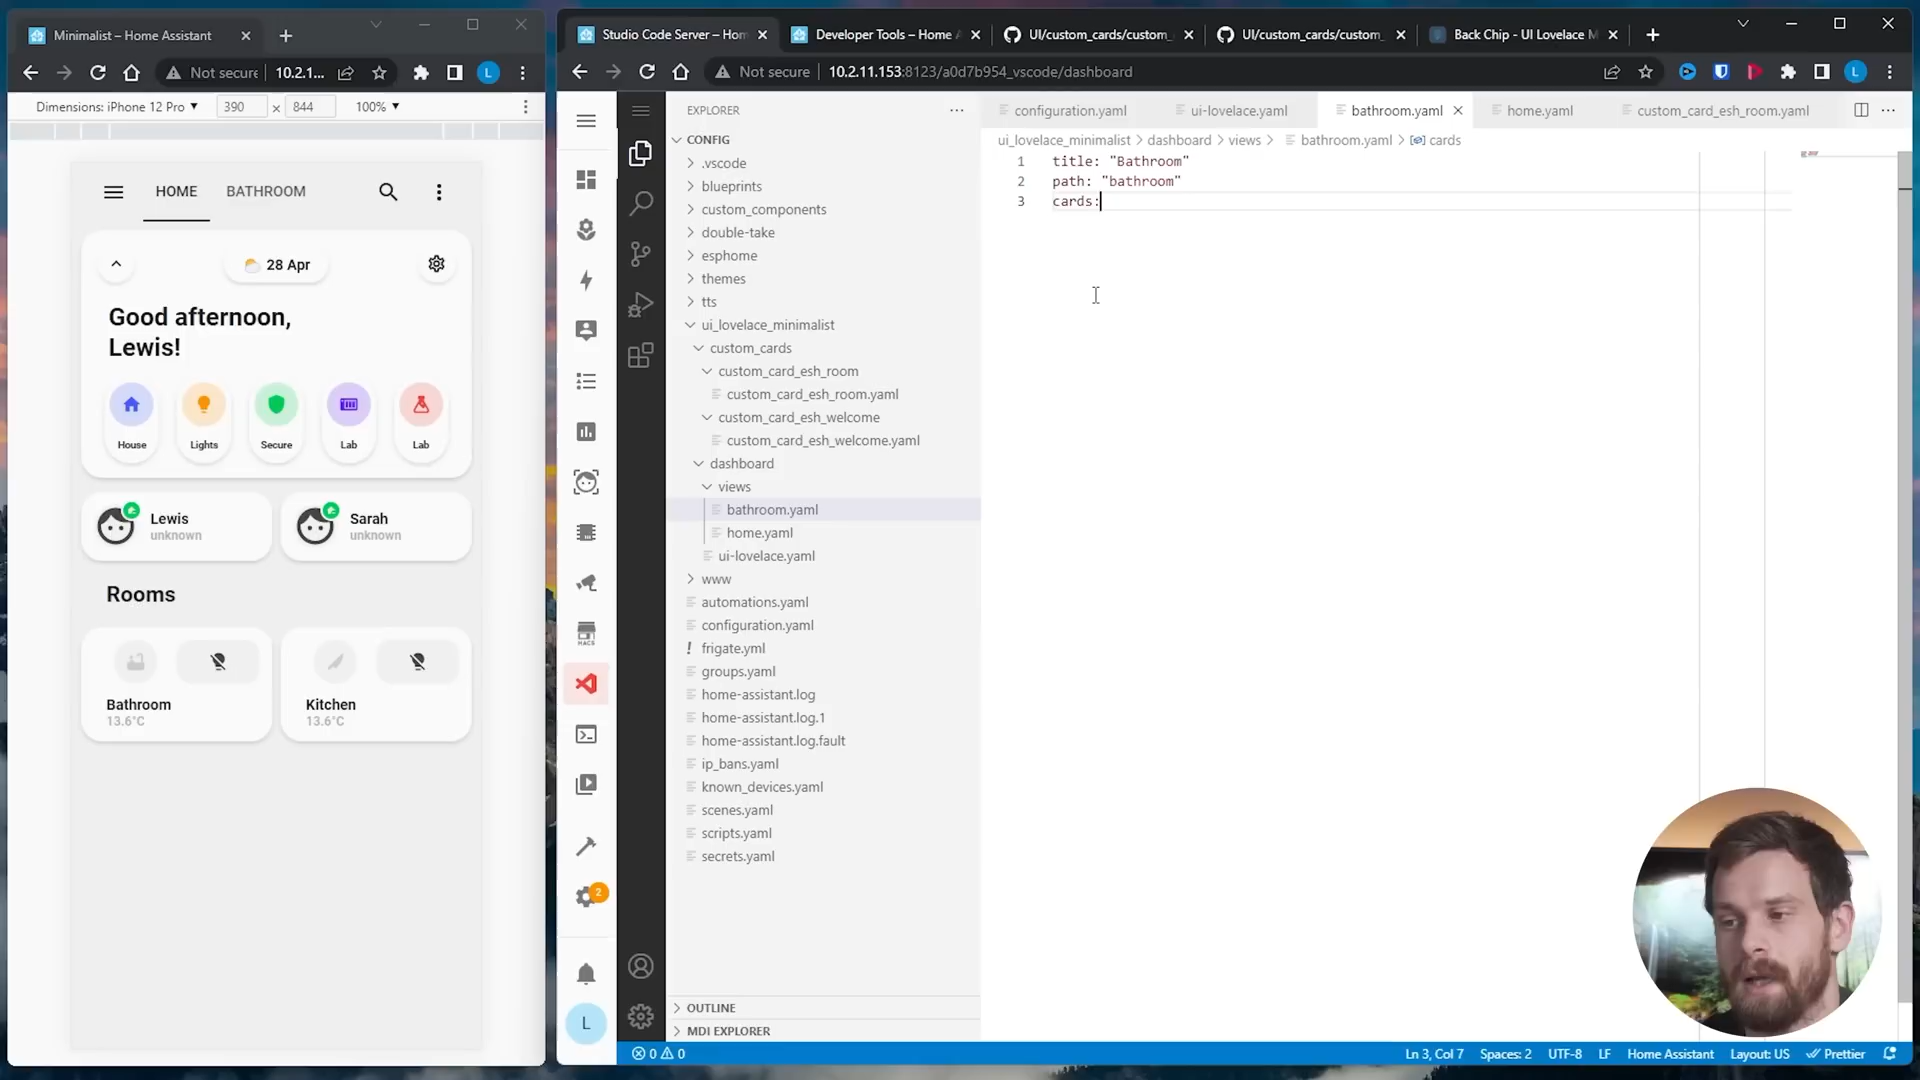 Minimalist – Home Assistant
Not secure
10.2.1...
L
Dimensions: iPhone 12 Pro
390
×
844
100%
HOME
BATHROOM
28 Apr
Good afternoon,
Lewis!
House
Lights
Secure
Lab
Lab
Lewis
unknown
Sarah
unknown
Rooms
Bathroom
13.6°C
Kitchen
13.6°C
Studio Code Server – Hom
Developer Tools – Home A
UI/custom_cards/custom_
UI/custom_cards/custom_
Back Chip - UI Lovelace M
Not secure
10.2.11.153:8123/a0d7b954_vscode/dashboard
L
HACS
2
L
EXPLORER
CONFIG
.vscode
blueprints
custom_components
double-take
esphome
themes
tts
ui_lovelace_minimalist
custom_cards
custom_card_esh_room
custom_card_esh_room.yaml
custom_card_esh_welcome
custom_card_esh_welcome.yaml
dashboard
views
bathroom.yaml
home.yaml
ui-lovelace.yaml
www
automations.yaml
configuration.yaml
! frigate.yml
groups.yaml
home-assistant.log
home-assistant.log.1
home-assistant.log.fault
ip_bans.yaml
known_devices.yaml
scenes.yaml
scripts.yaml
secrets.yaml
OUTLINE
MDI EXPLORER
configuration.yaml
ui-lovelace.yaml
bathroom.yaml
home.yaml
custom_card_esh_room.yaml
ui_lovelace_minimalist > dashboard > views > bathroom.yaml > cards
1 title: "Bathroom"
2 path: "bathroom"
3 cards:
0 0
Ln 3, Col 7
Spaces: 2
UTF-8
LF
Home Assistant
Layout: US
Prettier